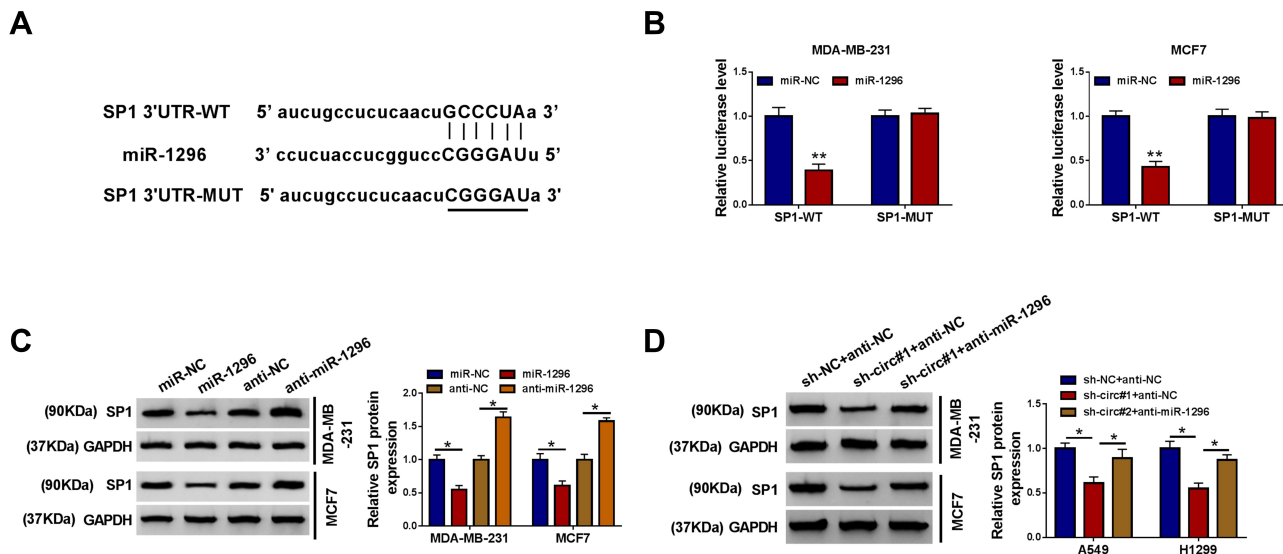 A
SP1 3'UTR-WT 5’ aucugccucucaacuGCCCUAa 3’
miR-1296 3’ ccucuaccucggucccCGGGAUu 5’
SP1 3'UTR-MUT 5' aucugccucucaacuCGGGAUa 3'
B
MDA-MB-231
miR-NC miR-1296
Relative luciferase level
1.5
1.0
0.5
0.0
**
SP1-WT SP1-MUT
MCF7
miR-NC miR-1296
Relative luciferase level
1.5
1.0
0.5
0.0
**
SP1-WT SP1-MUT
C
miR-NC miR-1296 anti-NC anti-miR-1296
(90KDa) SP1
(37KDa) GAPDH
MDA-MB
-231
(90KDa) SP1
(37KDa) GAPDH
MCF7
miR-NC miR-1296
anti-NC anti-miR-1296
Relative SP1 protein
expression
2.0
1.5
1.0
0.5
0.0
* * * *
MDA-MB-231 MCF7
D
sh-NC+anti-NC sh-circ#1+anti-NC sh-circ#1+anti-miR-1296
(90KDa) SP1
(37KDa) GAPDH
MDA-MB
-231
(90KDa) SP1
(37KDa) GAPDH
MCF7
sh-NC+anti-NC
sh-circ#1+anti-NC
sh-circ#2+anti-miR-1296
Relative SP1 protein
expression
1.5
1.0
0.5
0.0
* * * *
A549 H1299